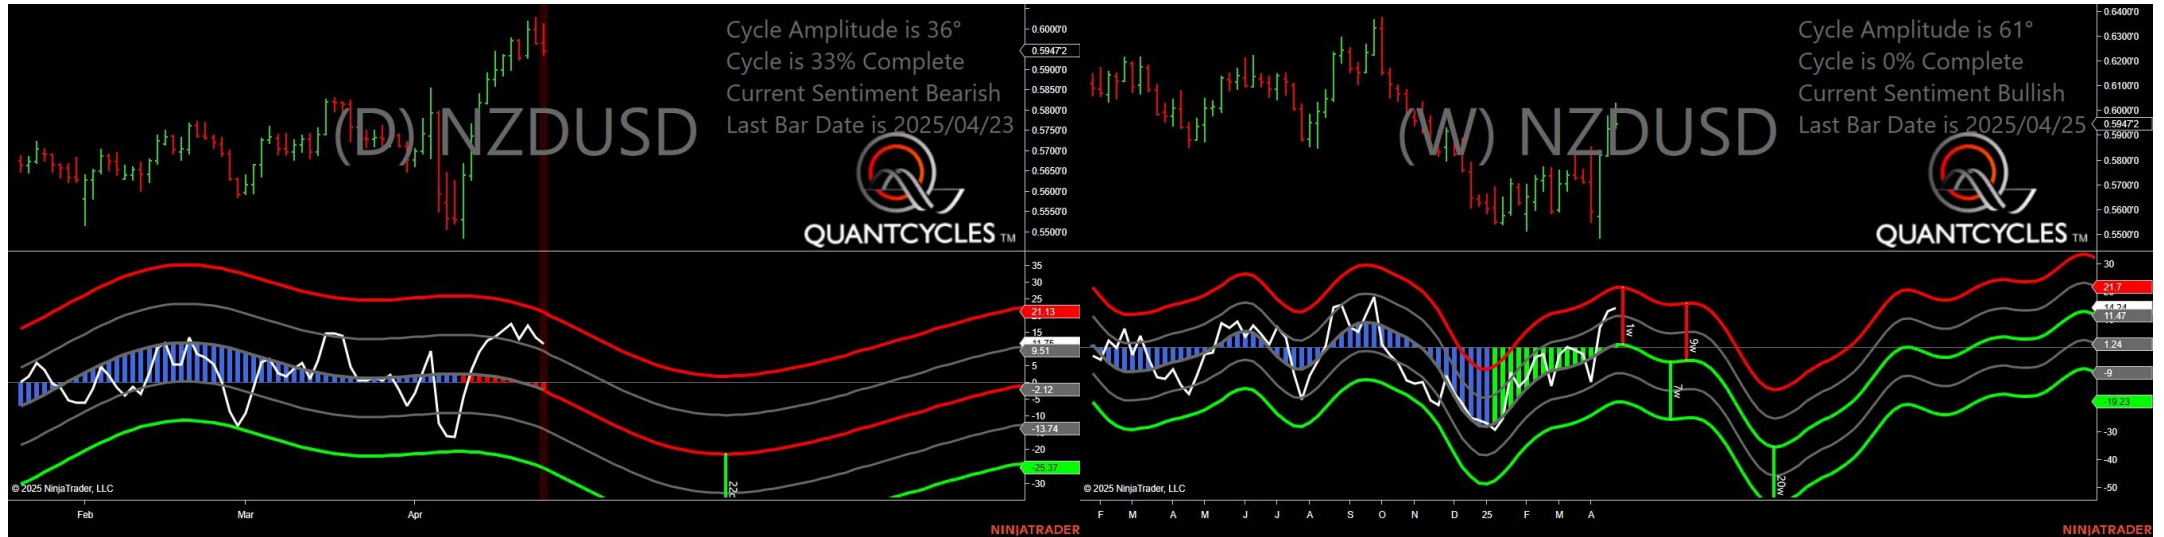 Cycle Amplitude is 36°
Cycle is 33% Complete
Current Sentiment Bearish
Last Bar Date is 2025/04/23
(D) NZDUSD
QUANTCYCLES TM
0.6000'0
0.5947'2
0.5900'0
0.5850'0
0.5800'0
0.5750'0
0.5700'0
0.5650'0
0.5600'0
0.5550'0
0.5500'0
35
30
25
21.13
15
11.75
9.51
5
-2.12
-5
-10
-13.74
-20
-25.37
-30
22c
© 2025 NinjaTrader, LLC
Feb
Mar
Apr
NINJATRADER
Cycle Amplitude is 61°
Cycle is 0% Complete
Current Sentiment Bullish
Last Bar Date is 2025/04/25
(W) NZDUSD
QUANTCYCLES TM
0.6400'0
0.6300'0
0.6200'0
0.6100'0
0.6000'0
0.5947'2
0.5900'0
0.5800'0
0.5700'0
0.5600'0
0.5500'0
30
21.7
14.24
11.47
1.24
-9
-19.23
-30
-40
-50
1w
9w
7w
20w
© 2025 NinjaTrader, LLC
F
M
A
M
J
J
A
S
O
N
D
25
F
M
A
NINJATRADER